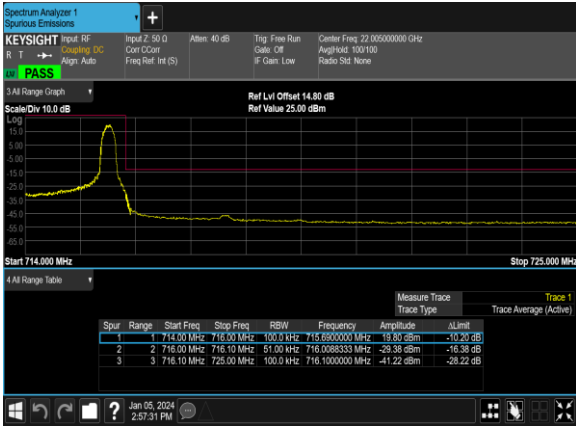 Spectrum Analyzer 1
Spurious Emissions
+
KEYSIGHT Input: RF Input Z: 50 Ω Atten: 40 dB Trig: Free Run Center Freq: 22.005000000 GHz
R T Coupling: DC Corr CCorr Gate: Off Avg|Hold: 100/100
Align: Auto Freq Ref: Int (S) IF Gain: Low Radio Std: None
PASS
3 All Range Graph
Ref Lvl Offset 14.80 dB
Scale/Div 10.0 dB Ref Value 25.00 dBm
Log
15.0
5.00
-5.00
-15.0
-25.0
-35.0
-45.0
-55.0
-65.0
Start 714.000 MHz Stop 725.000 MHz
4 All Range Table
Measure Trace Trace 1
Trace Type Trace Average (Active)
Spur Range Start Freq Stop Freq RBW Frequency Amplitude ΔLimit
1 1 714.00 MHz 716.00 MHz 100.0 kHz 715.6900000 MHz 19.80 dBm -10.20 dB
2 2 716.00 MHz 716.10 MHz 51.00 kHz 716.0088333 MHz -29.38 dBm -16.38 dB
3 3 716.10 MHz 725.00 MHz 100.0 kHz 716.1000000 MHz -41.22 dBm -28.22 dB
?
Jan 05, 2024
2:57:31 PM